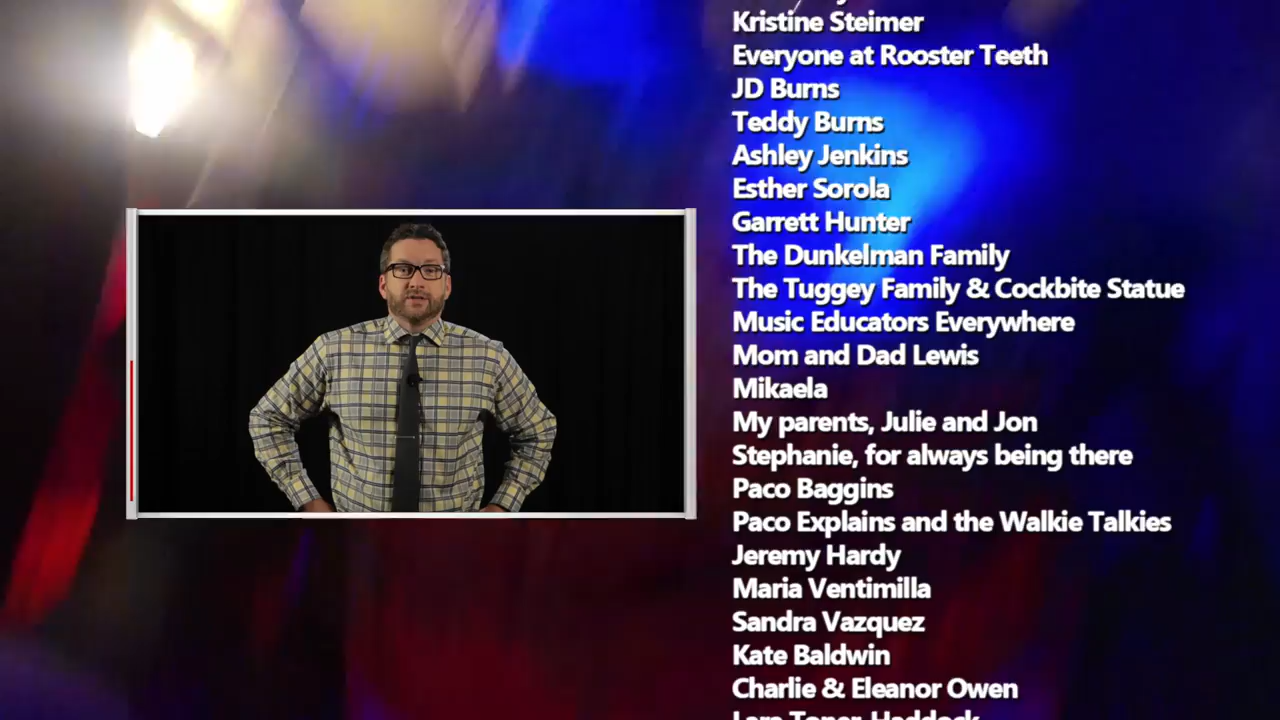 Kristine Steimer
Everyone at Rooster Teeth
JD Burns
Teddy Burns
Ashley Jenkins
Esther Sorola
Garrett Hunter
The Dunkelman Family
The Tuggey Family & Cockbite Statue
Music Educators Everywhere
Mom and Dad Lewis
Mikaela
My parents, Julie and Jon
Stephanie, for always being there
Paco Baggins
Paco Explains and the Walkie Talkies
Jeremy Hardy
Maria Ventimilla
Sandra Vazquez
Kate Baldwin
Charlie & Eleanor Owen